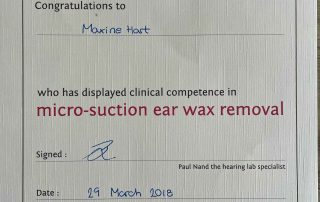 Congratulations to
Maxine Hart
who has displayed clinical competence in
micro-suction ear wax removal
Signed :
Paul Nand the hearing lab specialist
Date : 29 March 2018